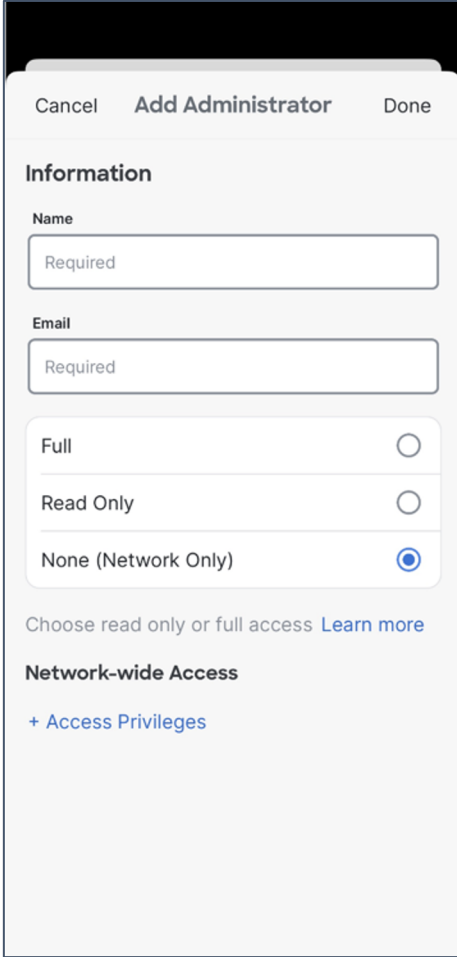 Cancel Add Administrator Done
Information
Name
Required
Email
Required
Full
Read Only
None (Network Only)
Choose read only or full access Learn more
Network-wide Access
+ Access Privileges